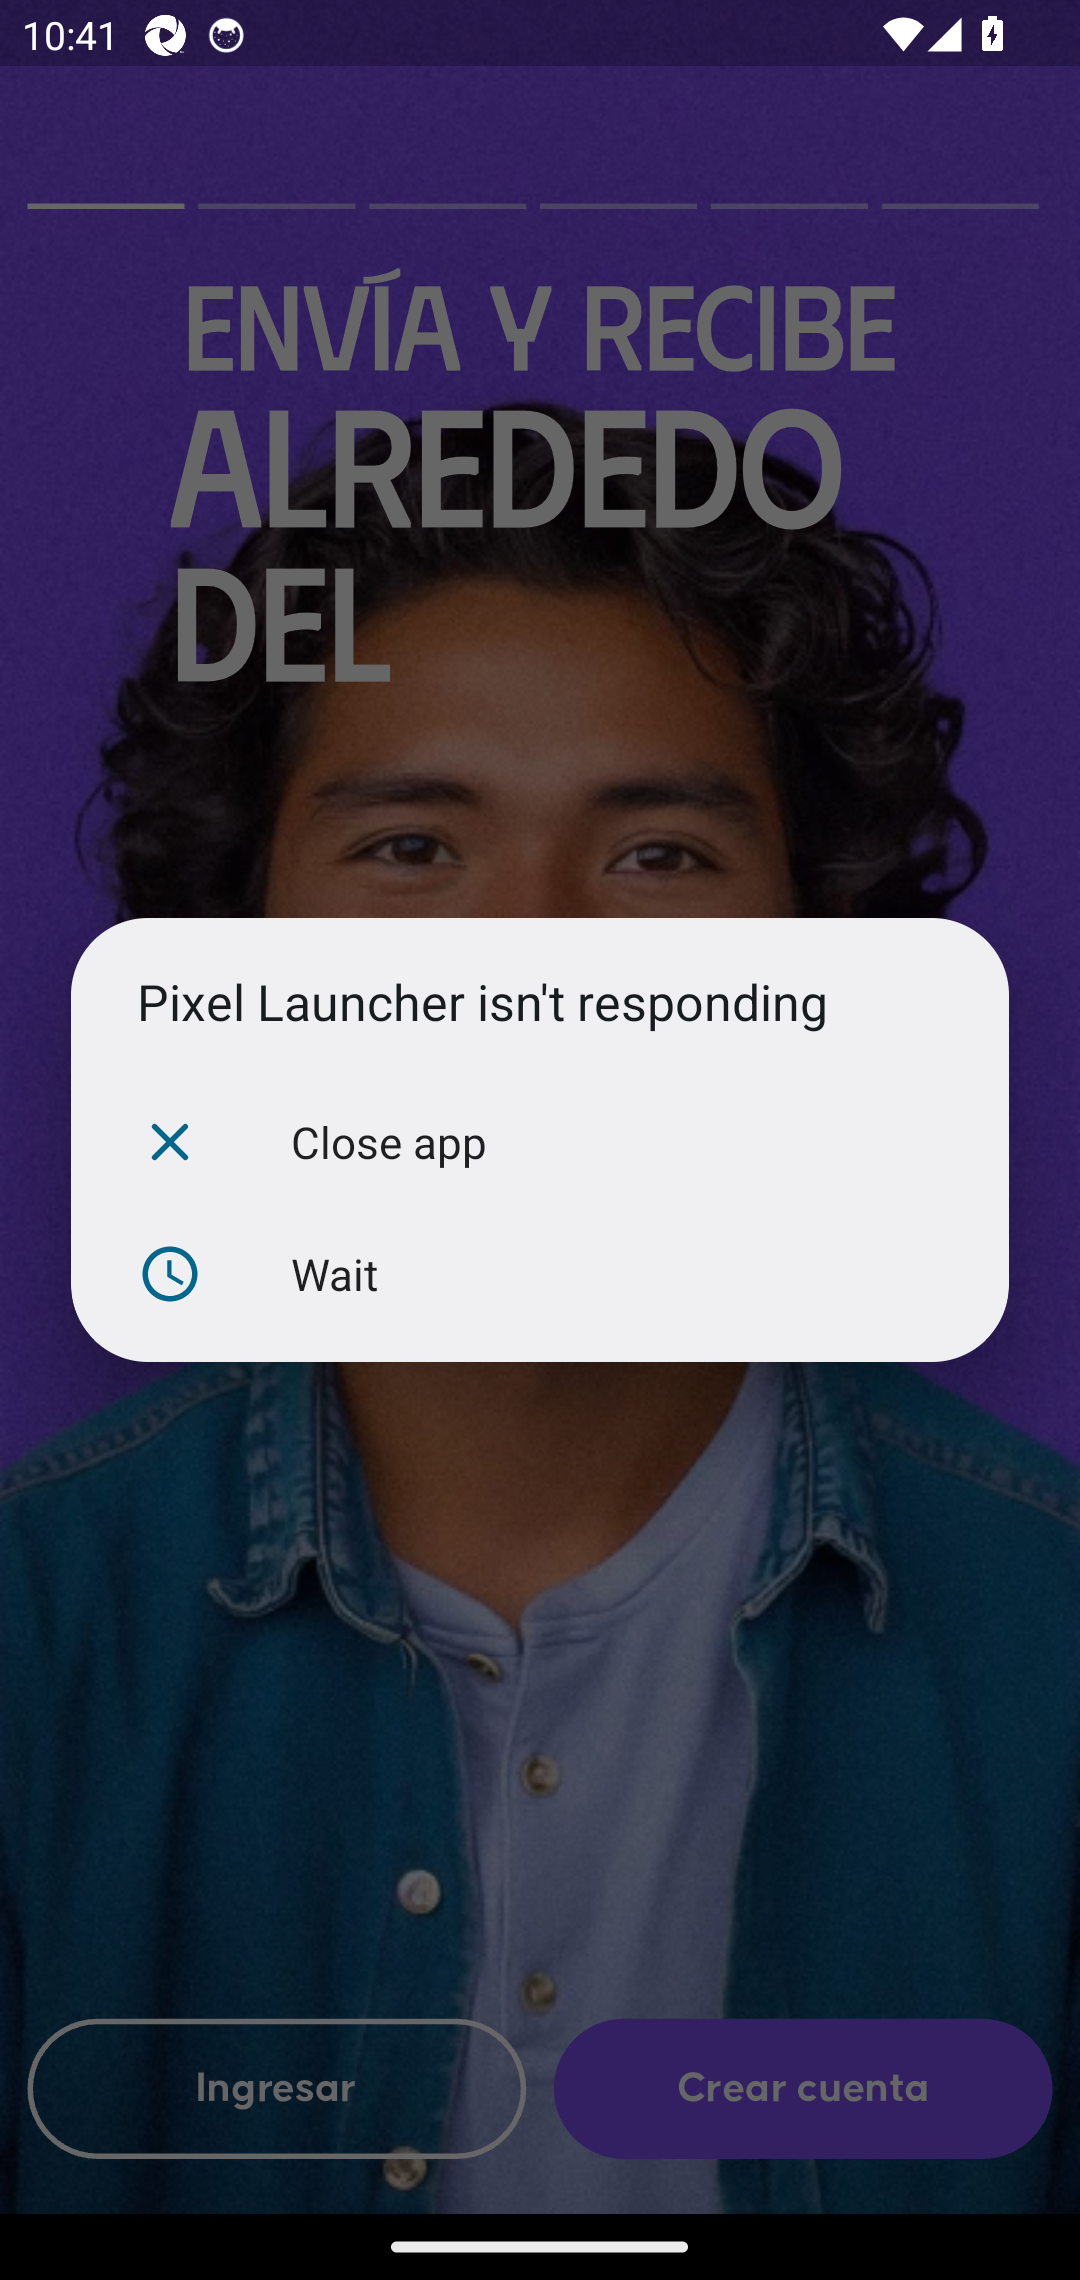 10:41
ENVÍA Y RECIBE
ALREDEDO
DEL
Pixel Launcher isn't responding
Close app
Wait
Ingresar
Crear cuenta